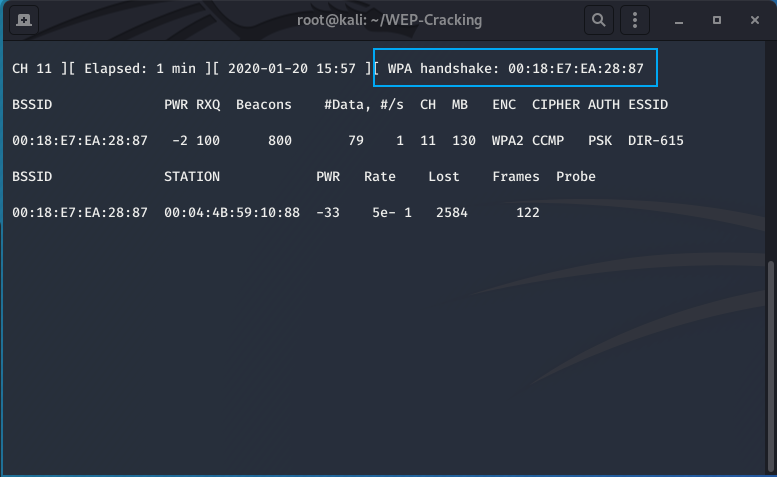 root@kali: ~/WEP-Cracking
CH 11 ][ Elapsed: 1 min ][ 2020-01-20 15:57 ][ WPA handshake: 00:18:E7:EA:28:87
BSSID PWR RXQ Beacons #Data, #/s CH MB ENC CIPHER AUTH ESSID
00:18:E7:EA:28:87 -2 100 800 79 1 11 130 WPA2 CCMP PSK DIR-615
BSSID STATION PWR Rate Lost Frames Probe
00:18:E7:EA:28:87 00:04:4B:59:10:88 -33 5e- 1 2584 122